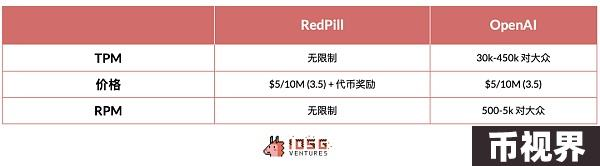 RedPill OpenAI
TPM 无限制 30k-450k 对大众
价格 $5/10M (3.5) + 代币奖励 $5/10M (3.5)
RPM 无限制 500-5k 对大众
IOSG
VENTURES
币视界